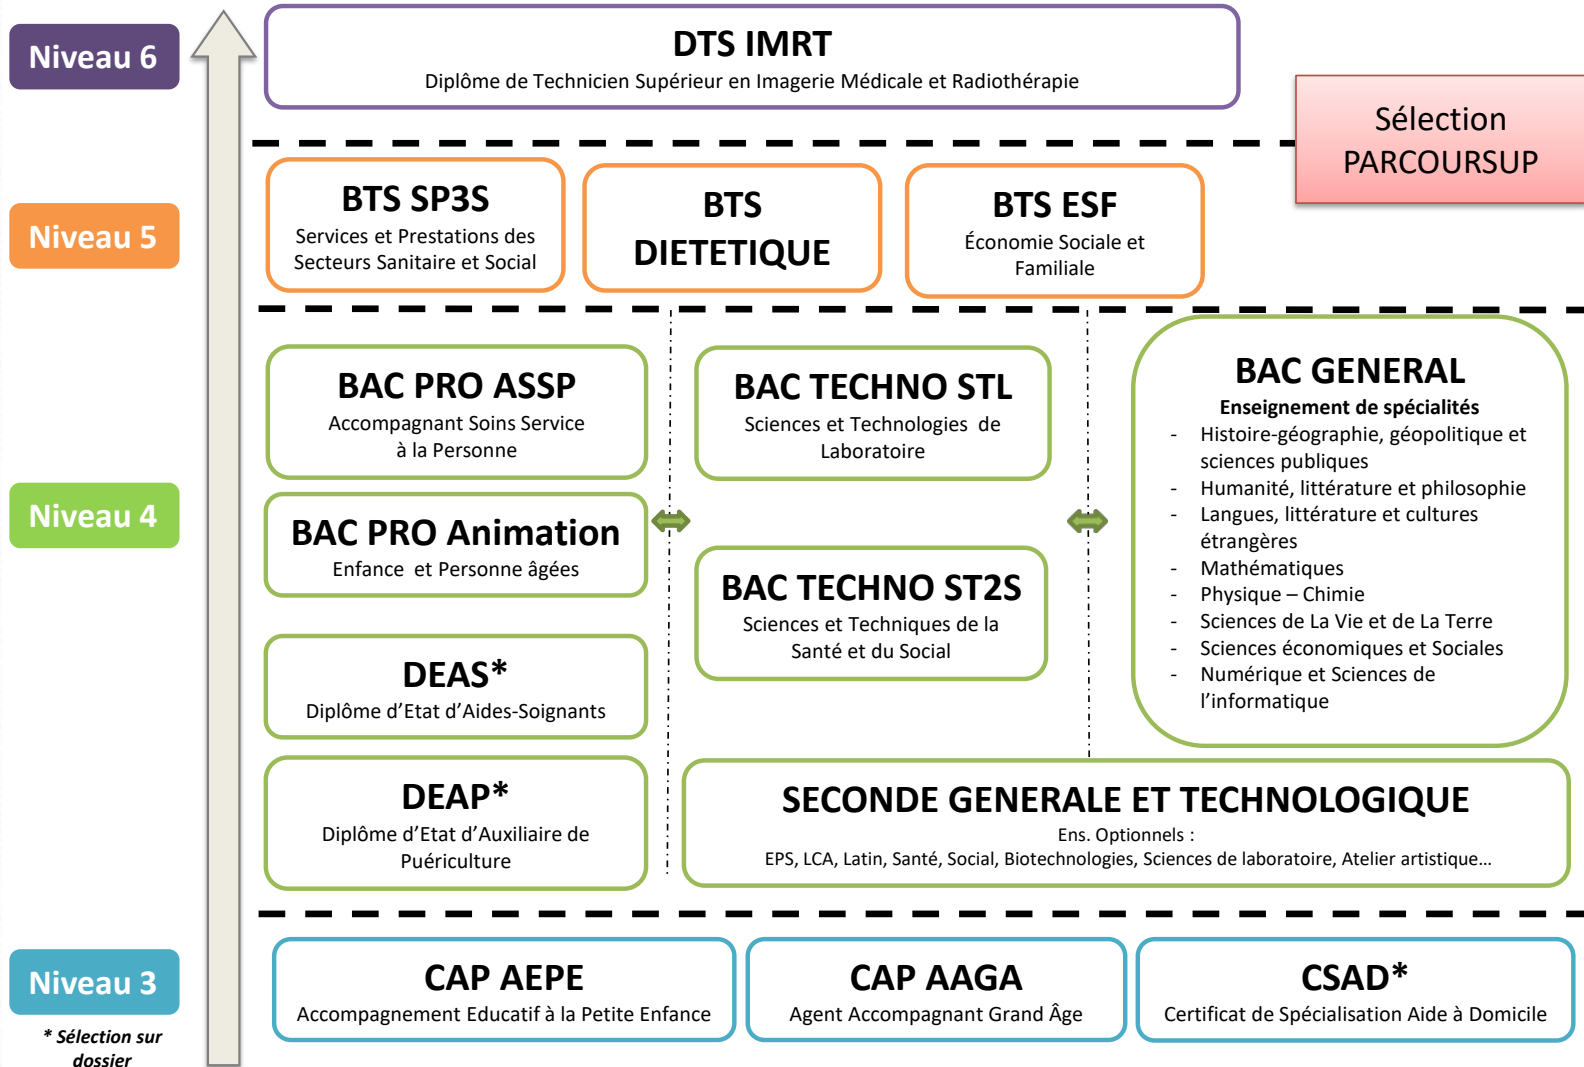 Niveau 6
DTS IMRT
Diplôme de Technicien Supérieur en Imagerie Médicale et Radiothérapie
Sélection
PARCOURSUP
Niveau 5
BTS SP3S
Services et Prestations des
Secteurs Sanitaire et Social
BTS
DIETETIQUE
BTS ESF
Économie Sociale et
Familiale
Niveau 4
BAC PRO ASSP
Accompagnant Soins Service
à la Personne
BAC PRO Animation
Enfance et Personne âgées
DEAS*
Diplôme d'Etat d'Aides-Soignants
DEAP*
Diplôme d'Etat d'Auxiliaire de
Puériculture
BAC TECHNO STL
Sciences et Technologies de
Laboratoire
BAC TECHNO ST2S
Sciences et Techniques de la
Santé et du Social
BAC GENERAL
Enseignement de spécialités
- Histoire-géographie, géopolitique et
sciences publiques
- Humanité, littérature et philosophie
- Langues, littérature et cultures
étrangères
- Mathématiques
- Physique – Chimie
- Sciences de La Vie et de La Terre
- Sciences économiques et Sociales
- Numérique et Sciences de
l'informatique
SECONDE GENERALE ET TECHNOLOGIQUE
Ens. Optionnels :
EPS, LCA, Latin, Santé, Social, Biotechnologies, Sciences de laboratoire, Atelier artistique…
Niveau 3
* Sélection sur
dossier
CAP AEPE
Accompagnement Educatif à la Petite Enfance
CAP AAGA
Agent Accompagnant Grand Âge
CSAD*
Certificat de Spécialisation Aide à Domicile